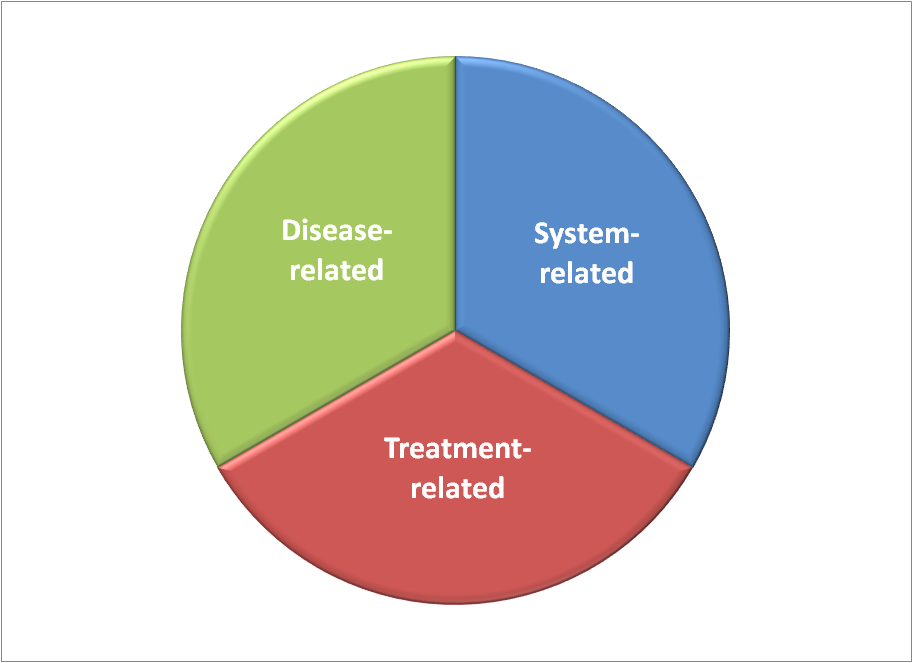 Disease-
related
System-
related
Treatment-
related